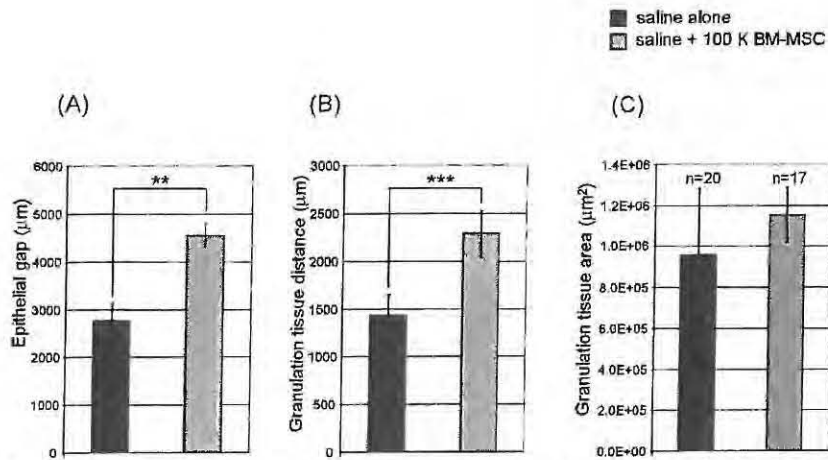 saline alone
saline + 100 K BM-MSC
(A)
(B)
(C)
Epithelial gap (μm)
6000
5000
4000
3000
2000
1000
0
**
Granulation tissue distance (μm)
3000
2500
2000
1500
1000
500
0
***
Granulation tissue area (μm²)
1.4E+06
1.2E+06
1.0E+06
8.0E+05
6.0E+05
4.0E+05
2.0E+05
0.0E+00
n=20
n=17